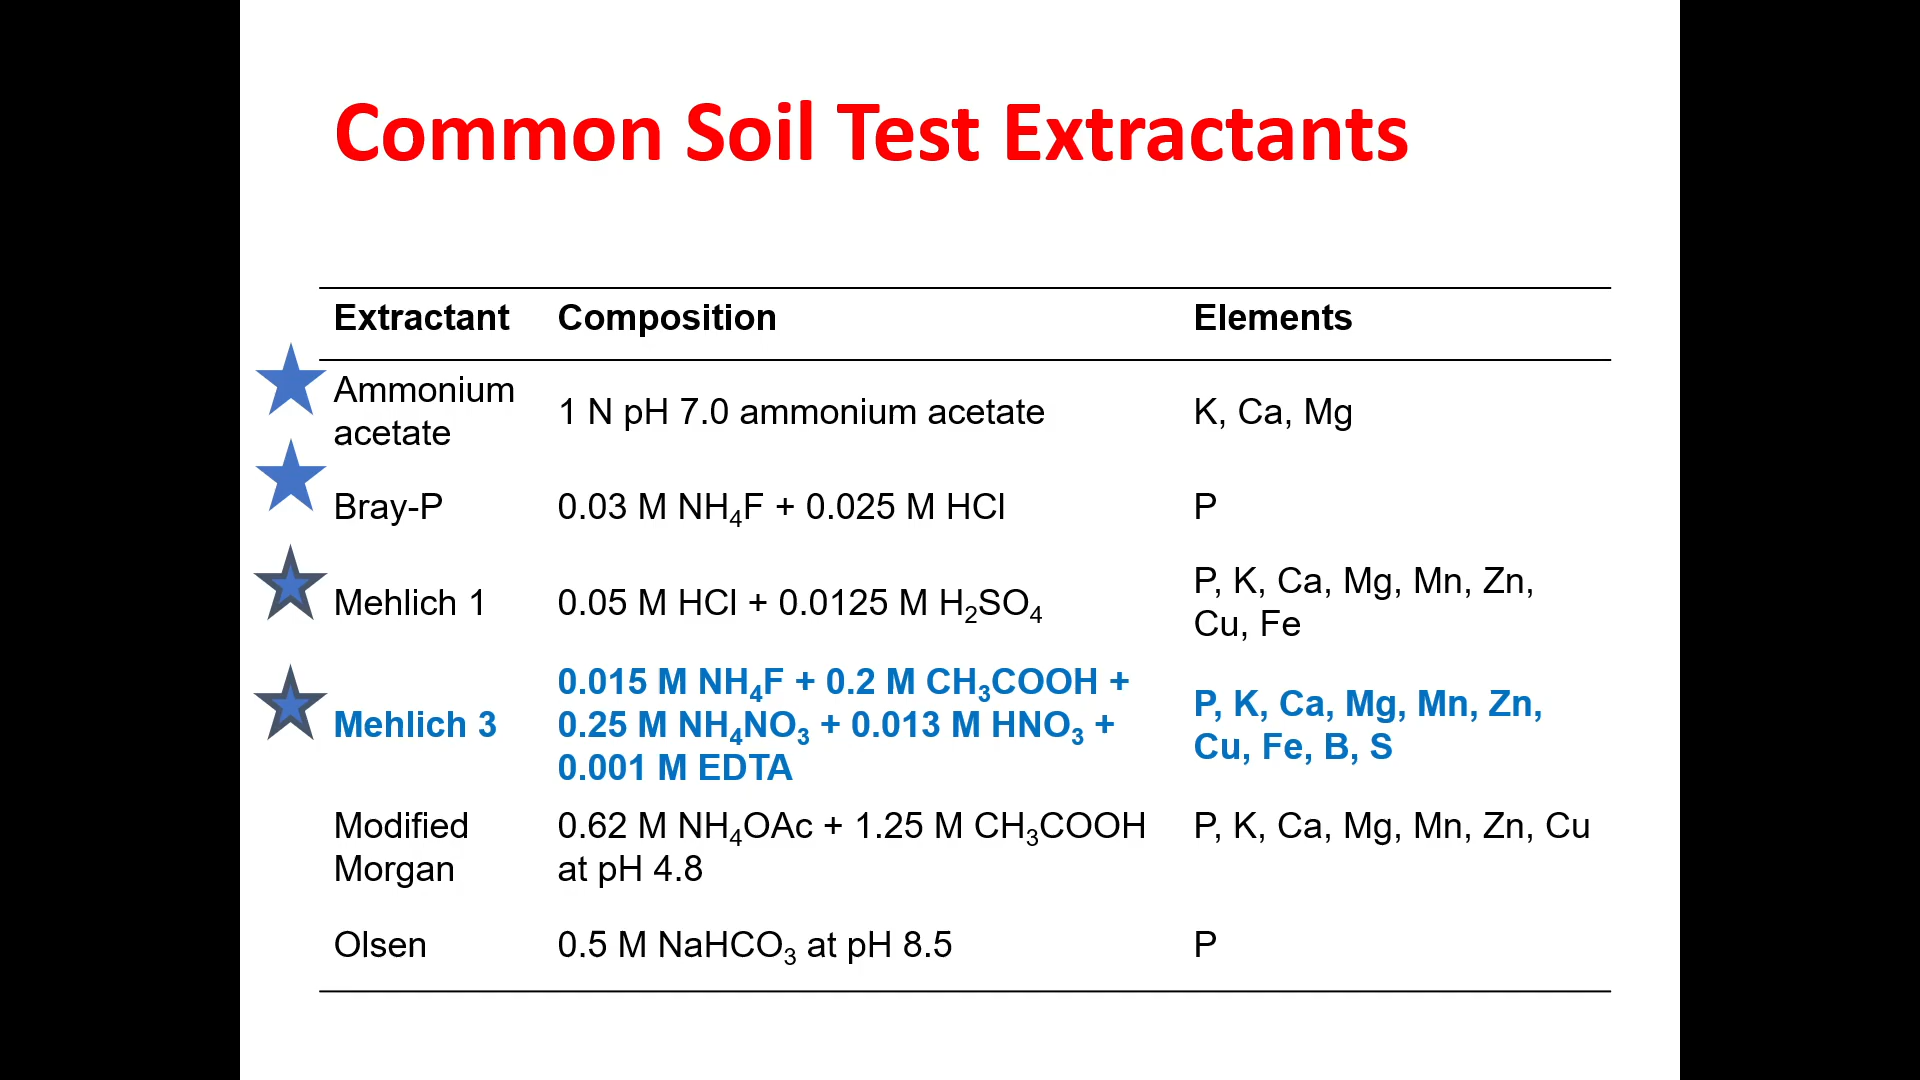 Common Soil Test Extractants
Extractant Composition Elements
Ammonium
acetate
1 N pH 7.0 ammonium acetate
K, Ca, Mg
Bray-P
0.03 M NH₄F + 0.025 M HCl
P
Mehlich 1
0.05 M HCl + 0.0125 M H₂SO₄
P, K, Ca, Mg, Mn, Zn,
Cu, Fe
Mehlich 3
0.015 M NH₄F + 0.2 M CH₃COOH +
0.25 M NH₄NO₃ + 0.013 M HNO₃ +
0.001 M EDTA
P, K, Ca, Mg, Mn, Zn,
Cu, Fe, B, S
Modified
Morgan
0.62 M NH₄OAc + 1.25 M CH₃COOH
at pH 4.8
P, K, Ca, Mg, Mn, Zn, Cu
Olsen
0.5 M NaHCO₃ at pH 8.5
P